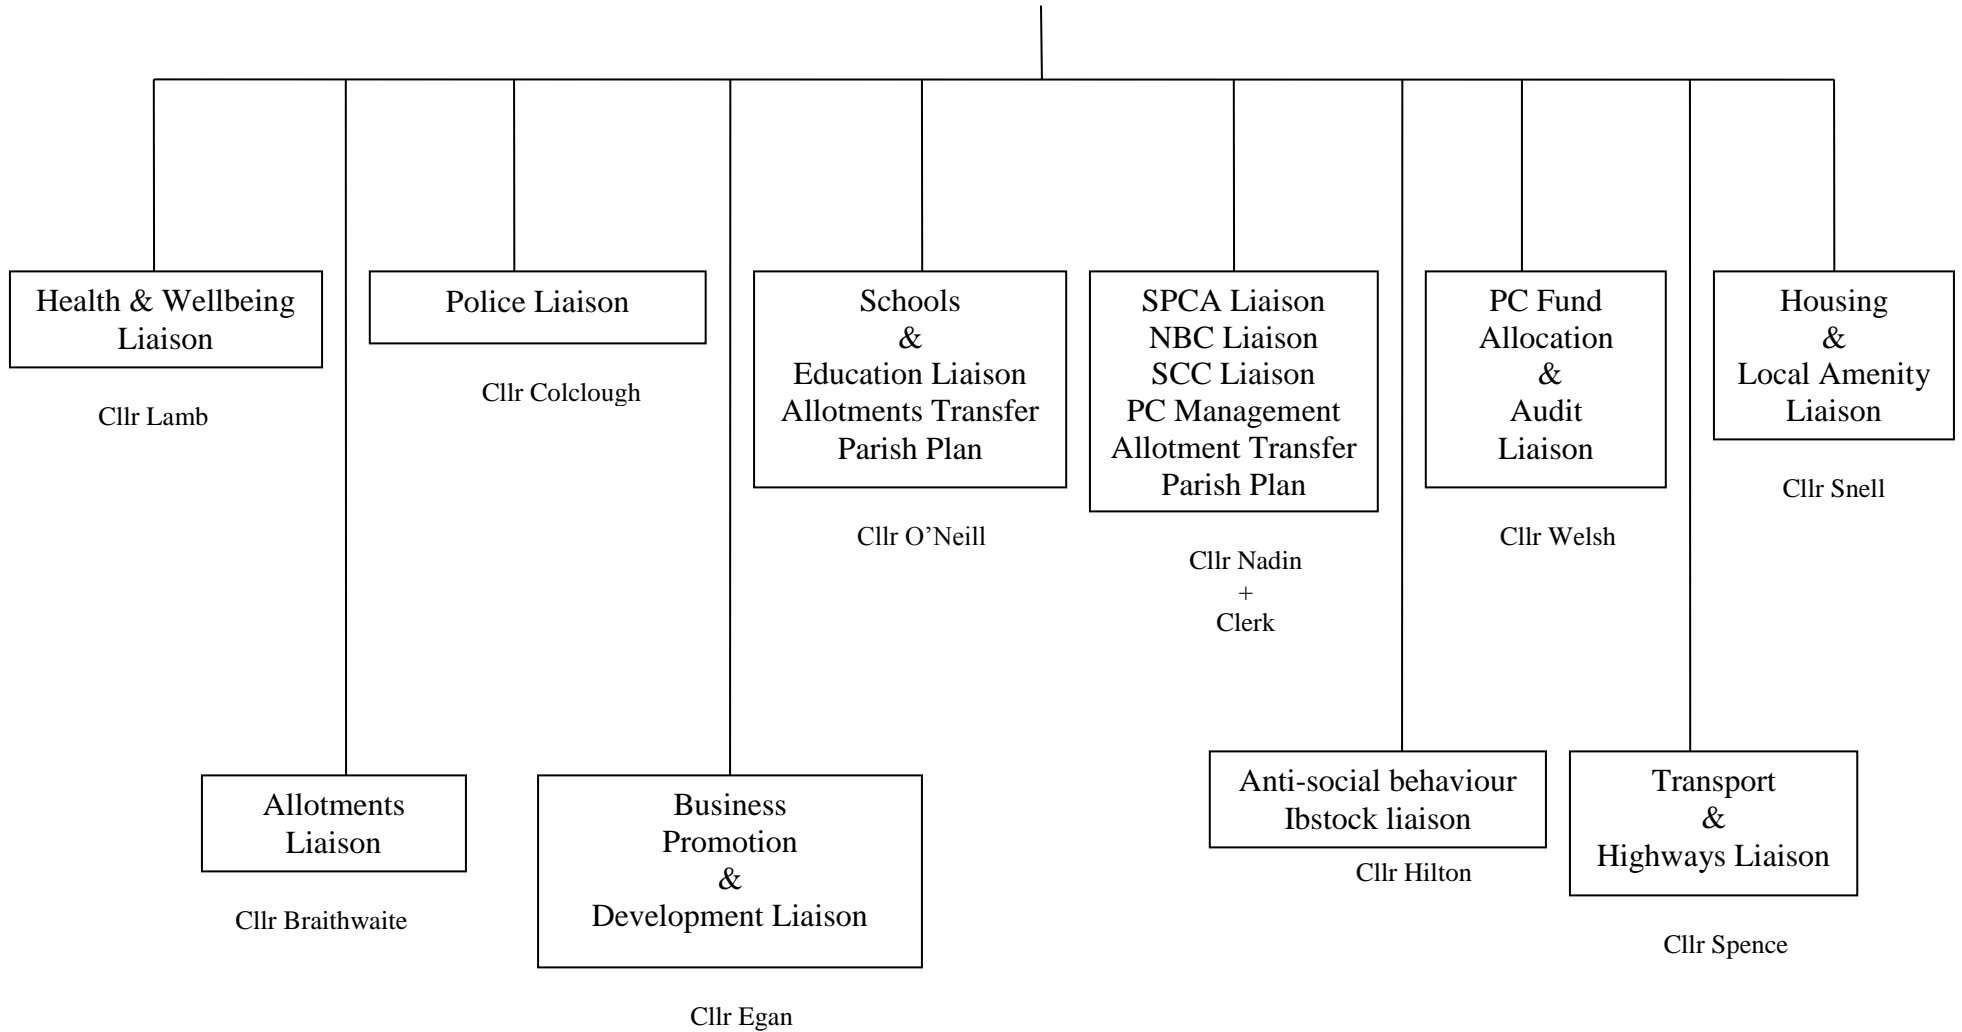 Health & Wellbeing
Liaison
Cllr Lamb
Police Liaison
Cllr Colclough
Schools
&
Education Liaison
Allotments Transfer
Parish Plan
Cllr O’Neill
SPCA Liaison
NBC Liaison
SCC Liaison
PC Management
Allotment Transfer
Parish Plan
Cllr Nadin
+
Clerk
PC Fund
Allocation
&
Audit
Liaison
Cllr Welsh
Housing
&
Local Amenity
Liaison
Cllr Snell
Allotments
Liaison
Cllr Braithwaite
Business
Promotion
&
Development Liaison
Cllr Egan
Anti-social behaviour
Ibstock liaison
Cllr Hilton
Transport
&
Highways Liaison
Cllr Spence